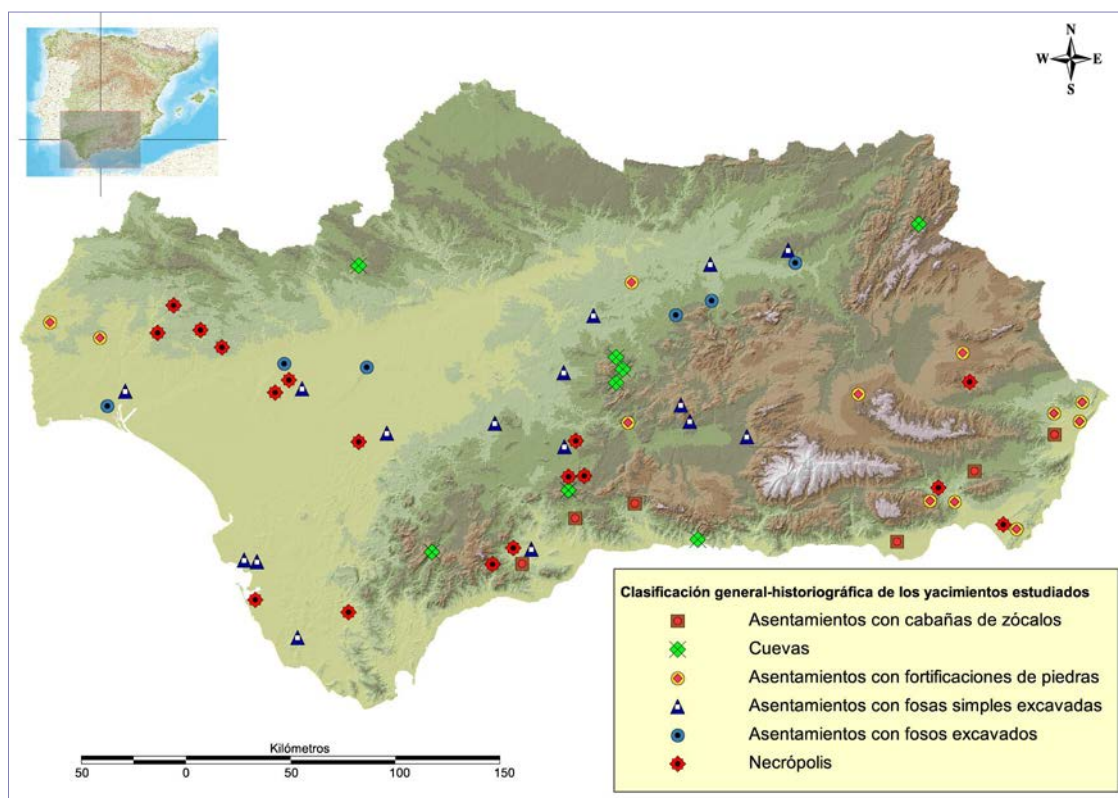 N
W E
S
Clasificación general-historiográfica de los yacimientos estudiados
Asentamientos con cabañas de zócalos
Cuevas
Asentamientos con fortificaciones de piedras
Asentamientos con fosas simples excavadas
Asentamientos con fosos excavados
Necrópolis
Kilómetros
50 0 50 100 150